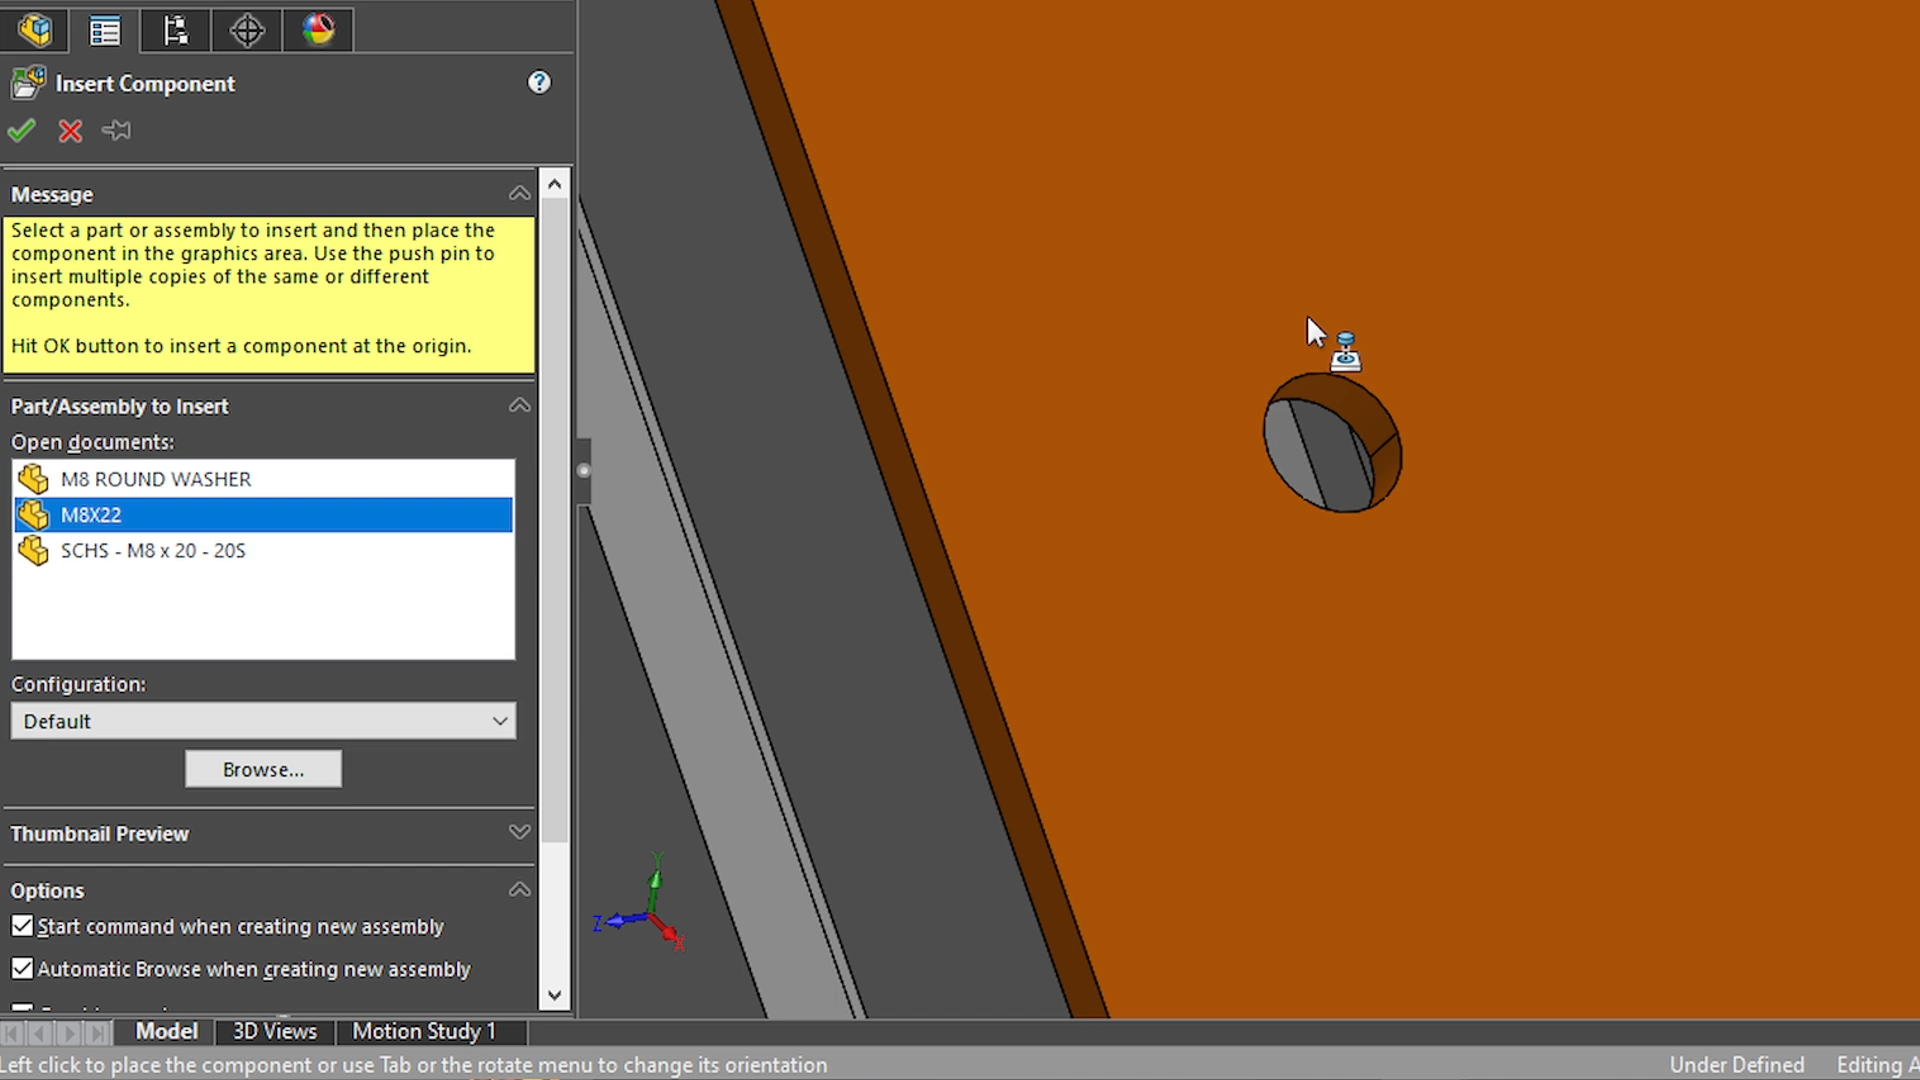 Insert Component
?
Message
Select a part or assembly to insert and then place the
component in the graphics area. Use the push pin to
insert multiple copies of the same or different
components.
Hit OK button to insert a component at the origin.
Part/Assembly to Insert
Open documents:
M8 ROUND WASHER
M8X22
SCHS - M8 x 20 - 20S
Configuration:
Default
Browse...
Thumbnail Preview
Options
Start command when creating new assembly
Automatic Browse when creating new assembly
Y
Z
X
Model
3D Views
Motion Study 1
Left click to place the component or use Tab or the rotate menu to change its orientation
Under Defined
Editing A